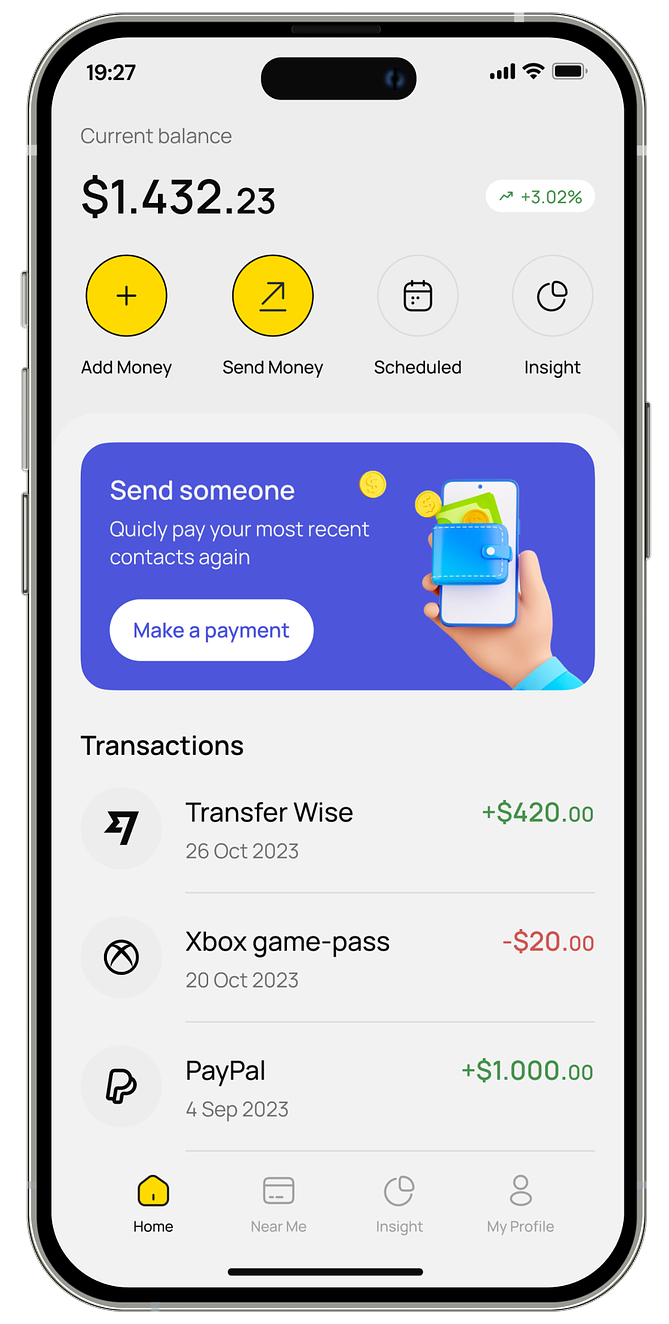 19:27
Current balance
$1.432.23
+3.02%
Add Money
Send Money
Scheduled
Insight
Send someone
Quicly pay your most recent
contacts again
Make a payment
Transactions
Transfer Wise
+$420.00
26 Oct 2023
Xbox game-pass
-$20.00
20 Oct 2023
PayPal
+$1.000.00
4 Sep 2023
Home
Near Me
Insight
My Profile